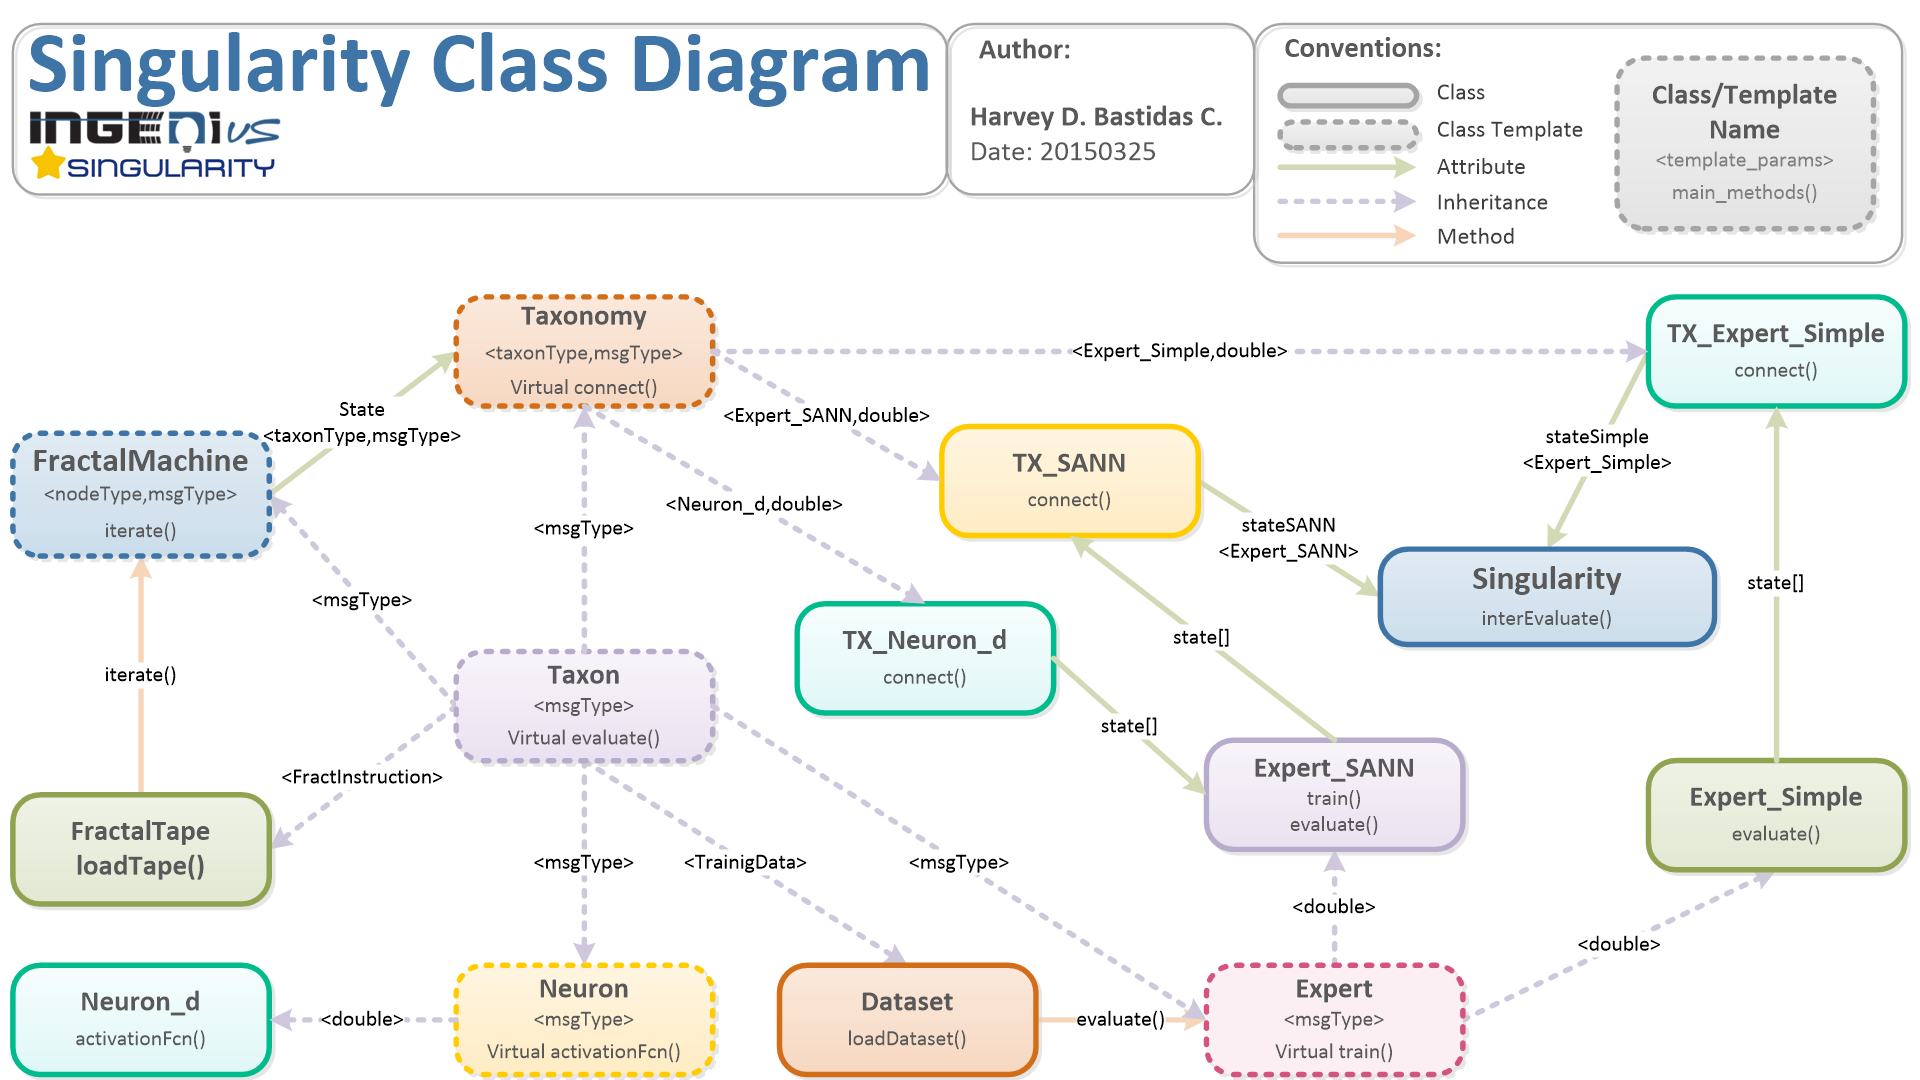 Singularity Class Diagram
INGENiUS
SINGULARITY
Author:
Harvey D. Bastidas C.
Date: 20150325
Conventions:
Class
Class Template
Attribute
Inheritance
Method
Class/Template
Name
<template_params>
main_methods()
Taxonomy
<taxonType,msgType>
Virtual connect()
<Expert_Simple,double>
TX_Expert_Simple
connect()
State
<taxonType,msgType>
<Expert_SANN,double>
FractalMachine
<nodeType,msgType>
iterate()
TX_SANN
connect()
stateSimple
<Expert_Simple>
<Neuron_d,double>
<msgType>
stateSANN
<Expert_SANN>
Singularity
interEvaluate()
state[]
<msgType>
TX_Neuron_d
connect()
state[]
iterate()
Taxon
<msgType>
Virtual evaluate()
state[]
<FractInstruction>
Expert_SANN
train()
evaluate()
Expert_Simple
evaluate()
FractalTape
loadTape()
<msgType>
<TrainigData>
<msgType>
<double>
<double>
Neuron_d
activationFcn()
<double>
Neuron
<msgType>
Virtual activationFcn()
Dataset
loadDataset()
evaluate()
Expert
<msgType>
Virtual train()